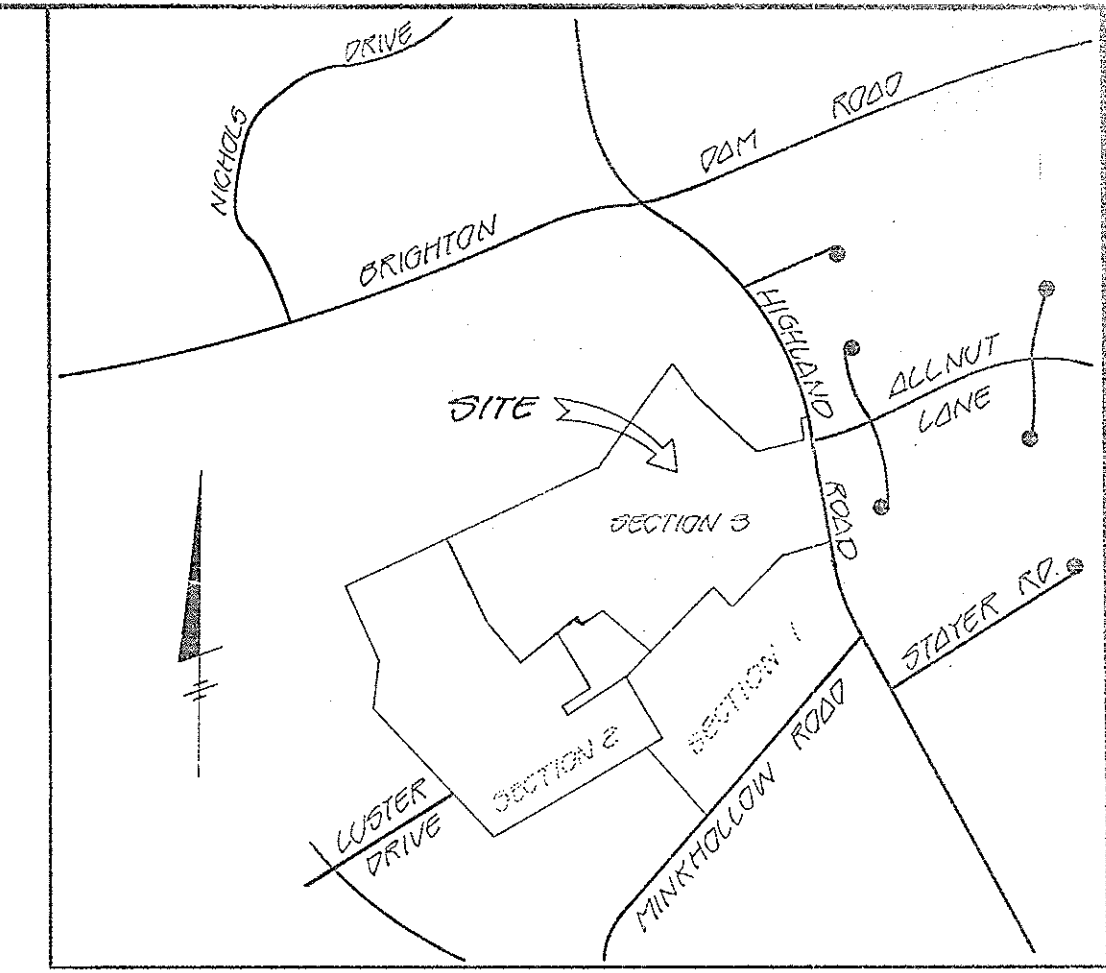 NICHOLS DRIVE
BRIGHTON DAM ROAD
HIGHLAND ROAD
ALLNUT
LANE
SITE
SECTION 3
STAYER RD.
SECTION 1
SECTION 2
MINKHOLLOW ROAD
LUSTER
DRIVE